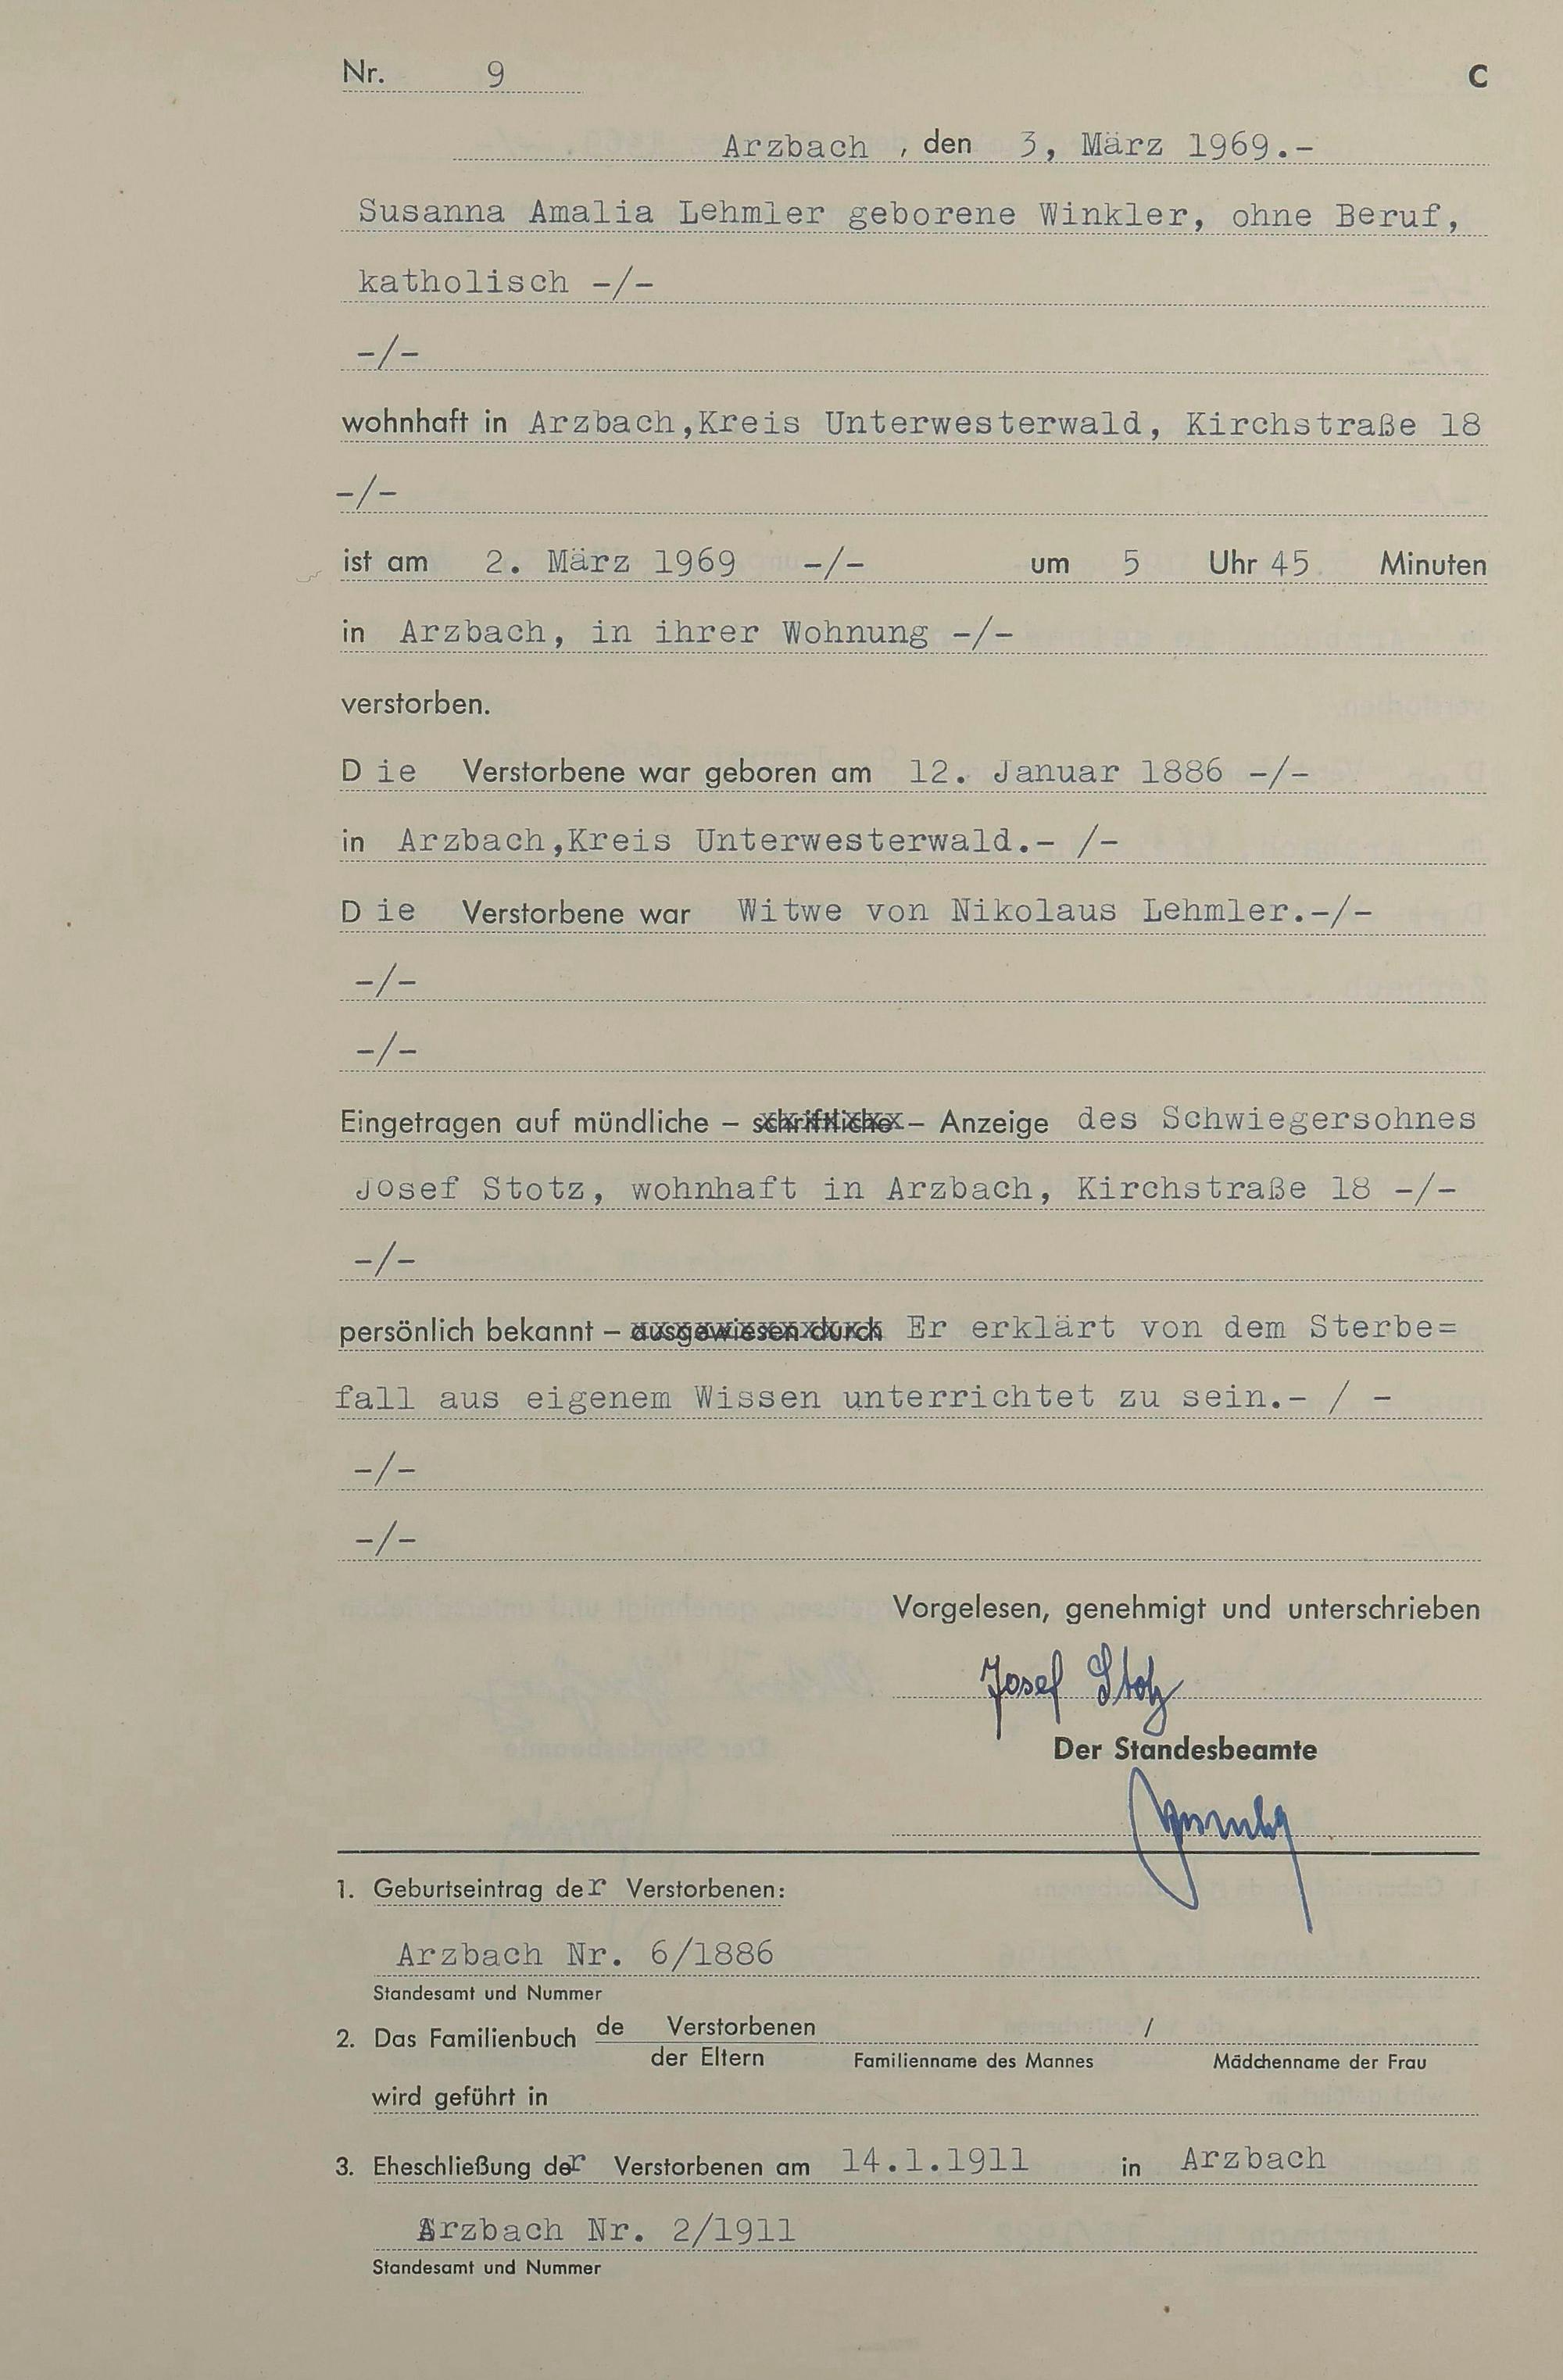 Nr. 9 C
Arzbach , den 3, März 1969.-
Susanna Amalia Lehmler geborene Winkler, ohne Beruf,
katholisch -/-
-/-
wohnhaft in Arzbach,Kreis Unterwesterwald, Kirchstraße 18
-/-
ist am 2. März 1969 -/- um 5 Uhr 45 Minuten
in Arzbach, in ihrer Wohnung -/-
verstorben.
D ie Verstorbene war geboren am 12. Januar 1886 -/-
in Arzbach,Kreis Unterwesterwald.- /-
D ie Verstorbene war Witwe von Nikolaus Lehmler.-/-
-/-
-/-
Eingetragen auf mündliche – schriftliche – Anzeige des Schwiegersohnes
Josef Stotz, wohnhaft in Arzbach, Kirchstraße 18 -/-
-/-
persönlich bekannt – ausgewiesen durch Er erklärt von dem Sterbe=
fall aus eigenem Wissen unterrichtet zu sein.- / -
-/-
-/-
Vorgelesen, genehmigt und unterschrieben
Josef Stotz
Der Standesbeamte
1. Geburtseintrag der Verstorbenen:
Arzbach Nr. 6/1886
Standesamt und Nummer
2. Das Familienbuch de Verstorbenen /
der Eltern Familienname des Mannes Mädchenname der Frau
wird geführt in
3. Eheschließung der Verstorbenen am 14.1.1911 in Arzbach
Arzbach Nr. 2/1911
Standesamt und Nummer